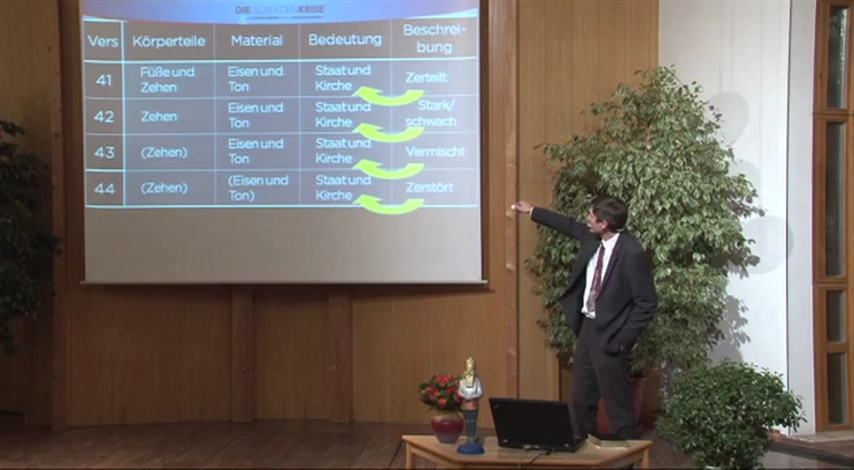 DIE SCHULDENKRISE
Vers Körperteile Material Bedeutung Beschrei-
bung
41 Füße und Eisen und Staat und Zerteilt
Zehen Ton Kirche
42 Zehen Eisen und Staat und Stark/
Ton Kirche schwach
43 (Zehen) Eisen und Staat und Vermischt
Ton Kirche
44 (Zehen) (Eisen und Staat und Zerstört
Ton) Kirche